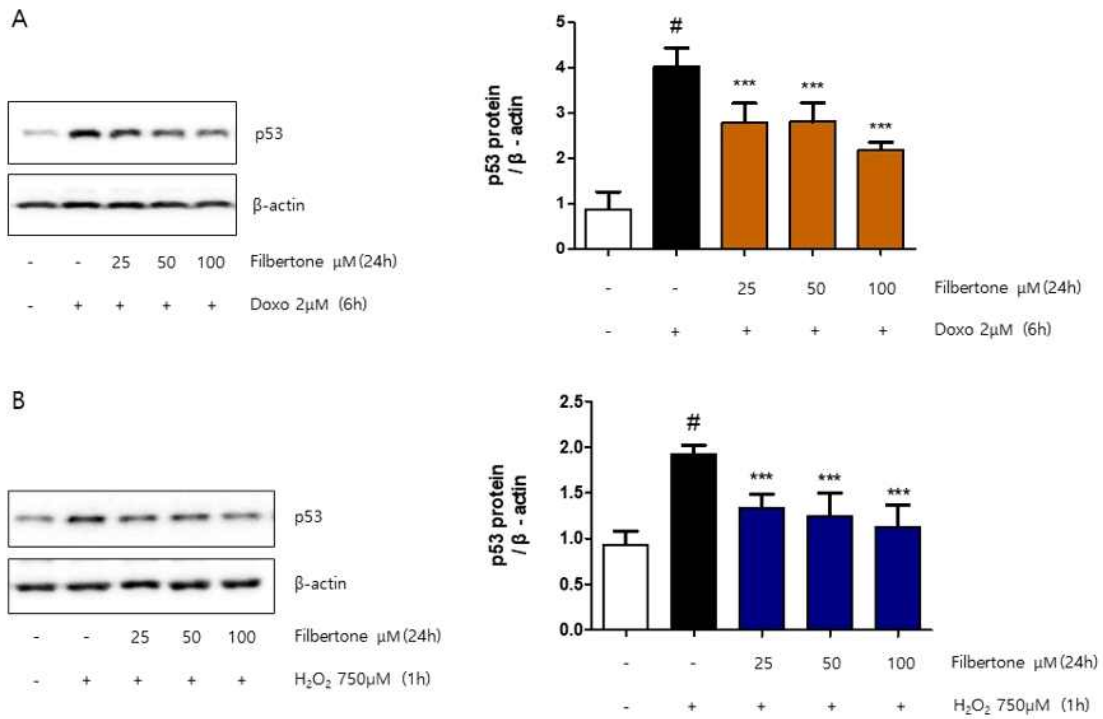 A
p53
β-actin
- - 25 50 100 Filbertone μM(24h)
- + + + + Doxo 2μM (6h)
p53 protein
/ β - actin
5
4
3
2
1
0
#
***
***
***
- - 25 50 100 Filbertone μM(24h)
- + + + + Doxo 2μM (6h)
B
p53
β-actin
- - 25 50 100 Filbertone μM(24h)
- + + + + H₂O₂ 750μM (1h)
p53 protein
/ β - actin
2.5
2.0
1.5
1.0
0.5
0.0
#
***
***
***
- - 25 50 100 Filbertone μM(24h)
- + + + + H₂O₂ 750μM (1h)